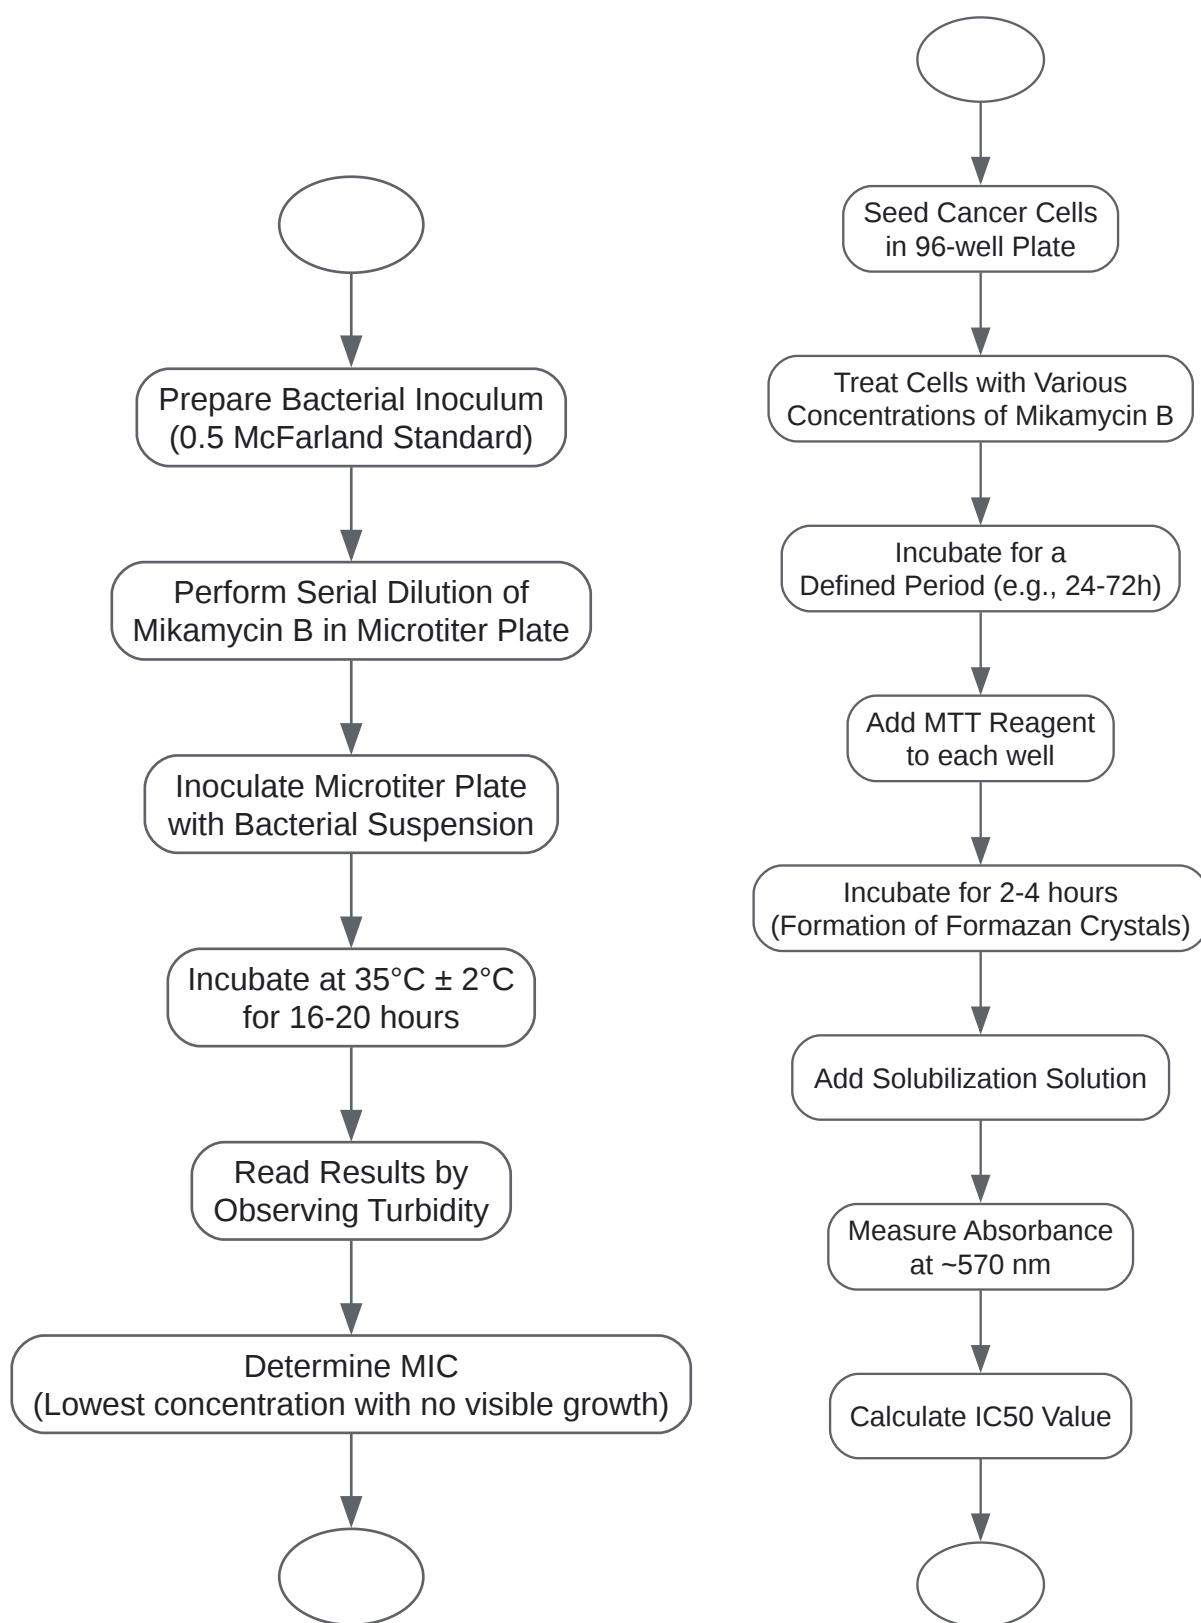 Prepare Bacterial Inoculum
(0.5 McFarland Standard)
Perform Serial Dilution of
Mikamycin B in Microtiter Plate
Inoculate Microtiter Plate
with Bacterial Suspension
Incubate at 35°C ± 2°C
for 16-20 hours
Read Results by
Observing Turbidity
Determine MIC
(Lowest concentration with no visible growth)
Seed Cancer Cells
in 96-well Plate
Treat Cells with Various
Concentrations of Mikamycin B
Incubate for a
Defined Period (e.g., 24-72h)
Add MTT Reagent
to each well
Incubate for 2-4 hours
(Formation of Formazan Crystals)
Add Solubilization Solution
Measure Absorbance
at ~570 nm
Calculate IC50 Value